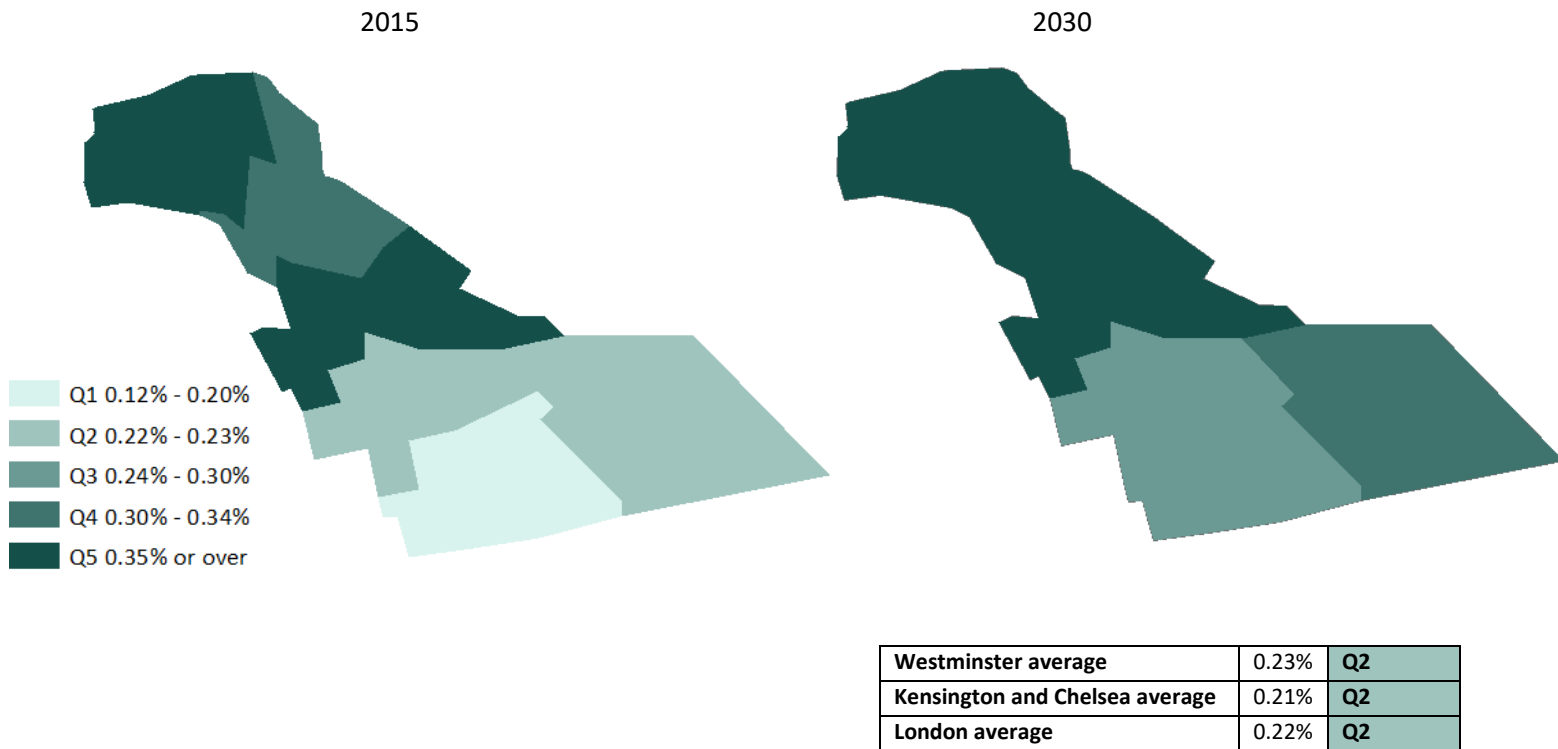 2015
2030
Q1 0.12% - 0.20%
Q2 0.22% - 0.23%
Q3 0.24% - 0.30%
Q4 0.30% - 0.34%
Q5 0.35% or over
Westminster average 0.23% Q2
Kensington and Chelsea average 0.21% Q2
London average 0.22% Q2